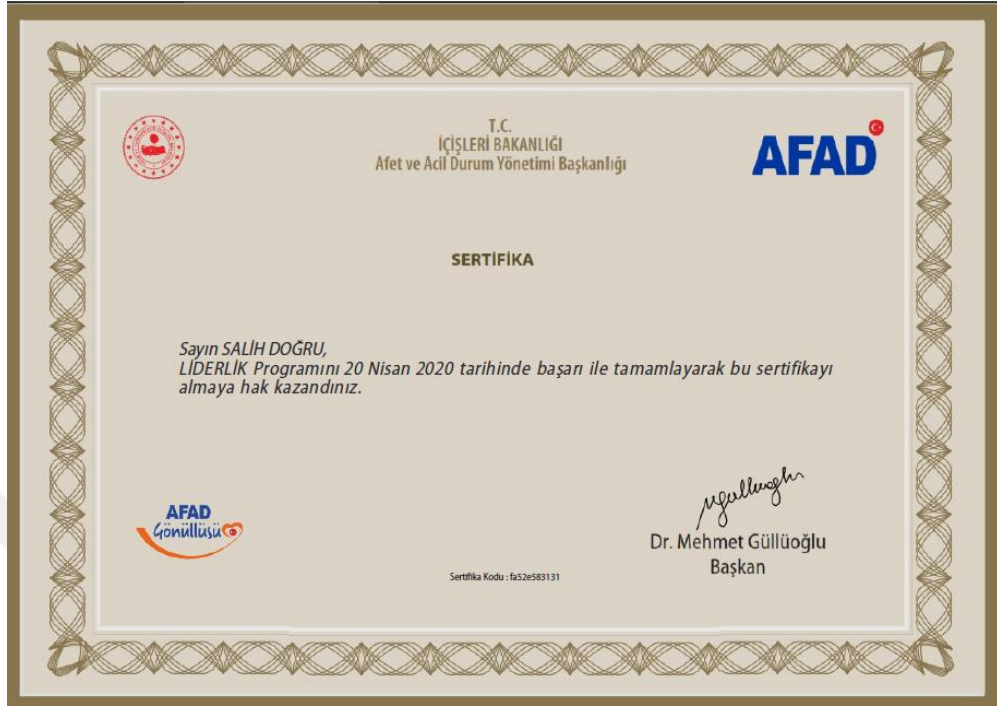 T.C.
İÇİŞLERİ BAKANLIĞI
Afet ve Acil Durum Yönetimi Başkanlığı
AFAD
SERTİFİKA
Sayın SALİH DOĞRU,
LİDERLİK Programını 20 Nisan 2020 tarihinde başarı ile tamamlayarak bu sertifikayı
almaya hak kazandınız.
AFAD
Gönüllüsü
Dr. Mehmet Güllüoğlu
Başkan
Sertifika Kodu : fa52e583131